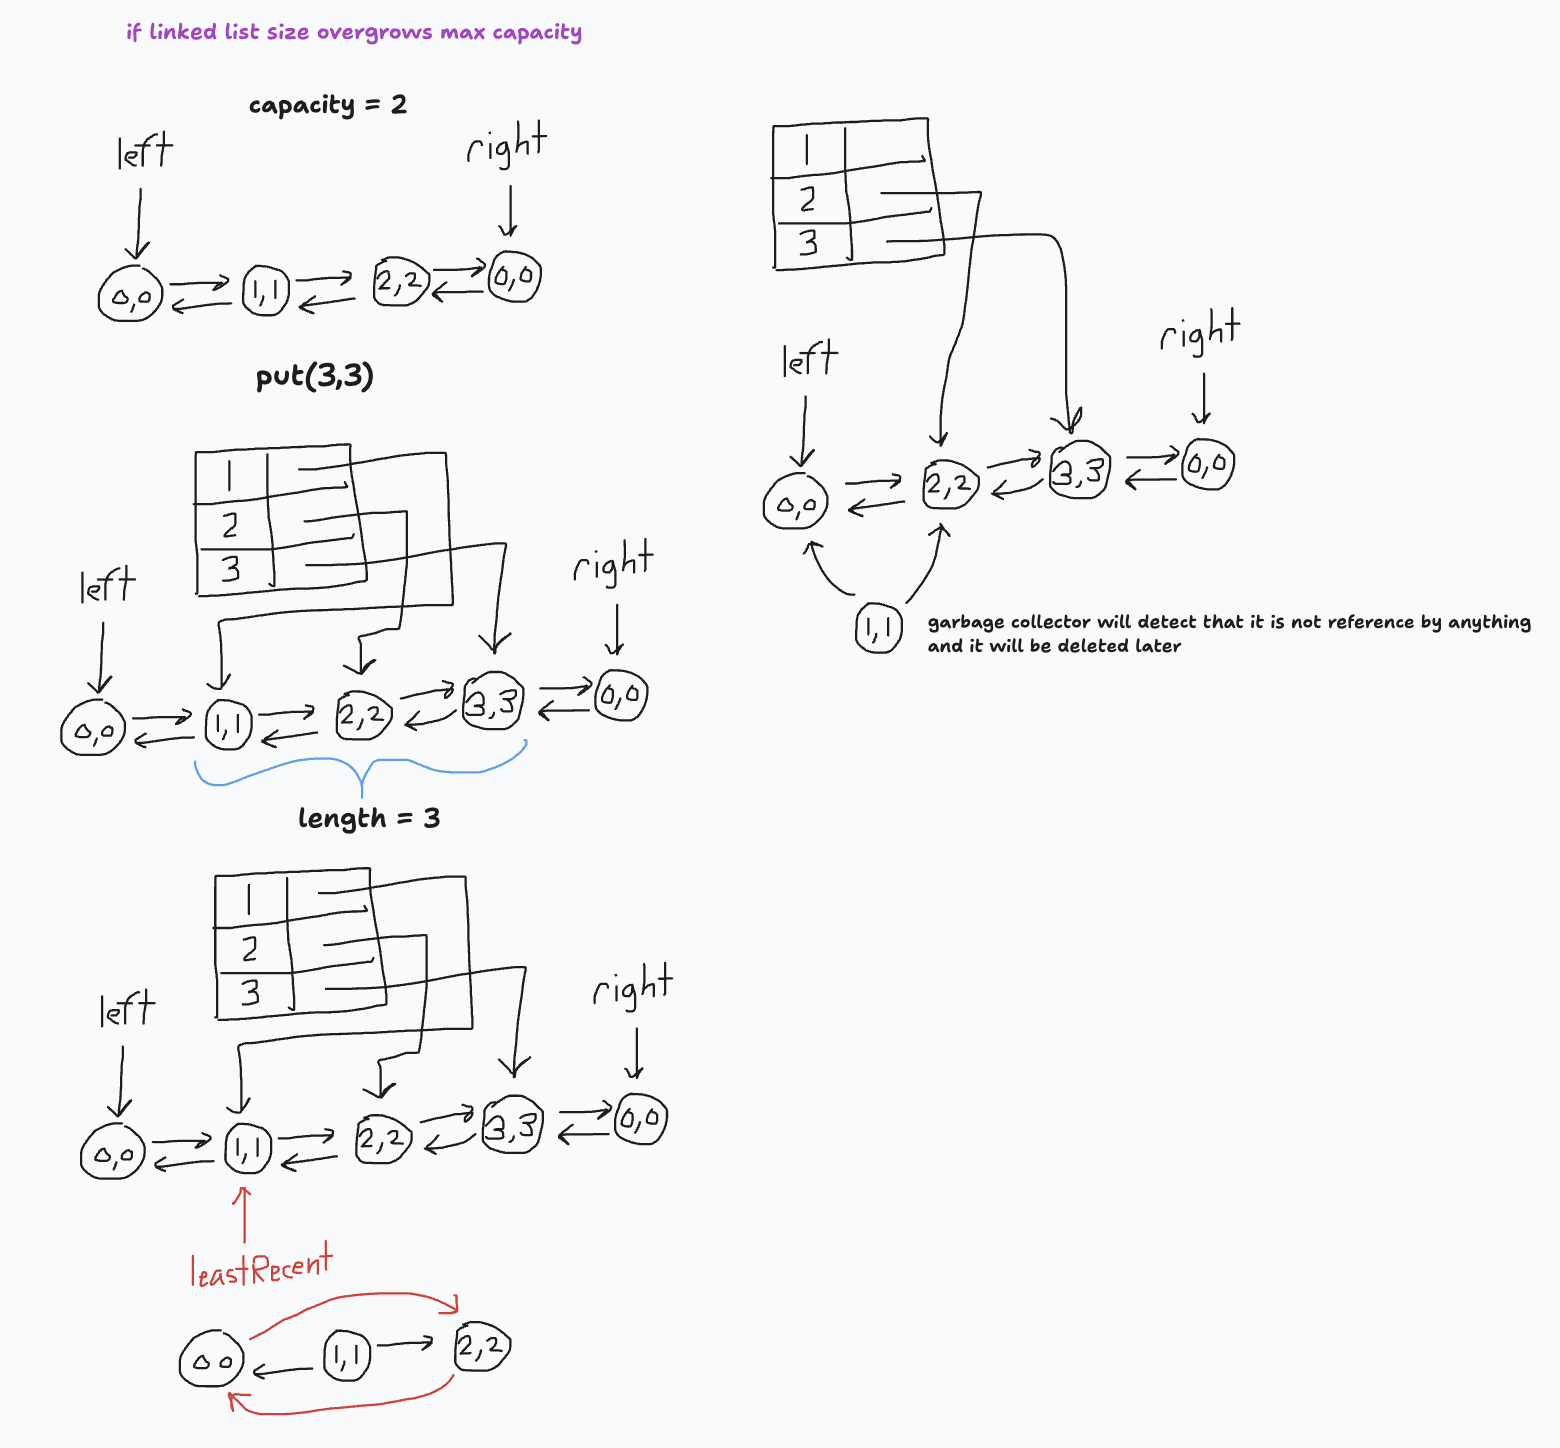 if linked list size overgrows max capacity
capacity = 2
left
right
0,0
1,1
2,2
0,0
put(3,3)
1
2
3
left
right
0,0
1,1
2,2
3,3
0,0
length = 3
1
2
3
left
right
0,0
1,1
2,2
3,3
0,0
leastRecent
0 0
1,1
2,2
1
2
3
left
right
0,0
2,2
3,3
0,0
1,1
garbage collector will detect that it is not reference by anything
and it will be deleted later